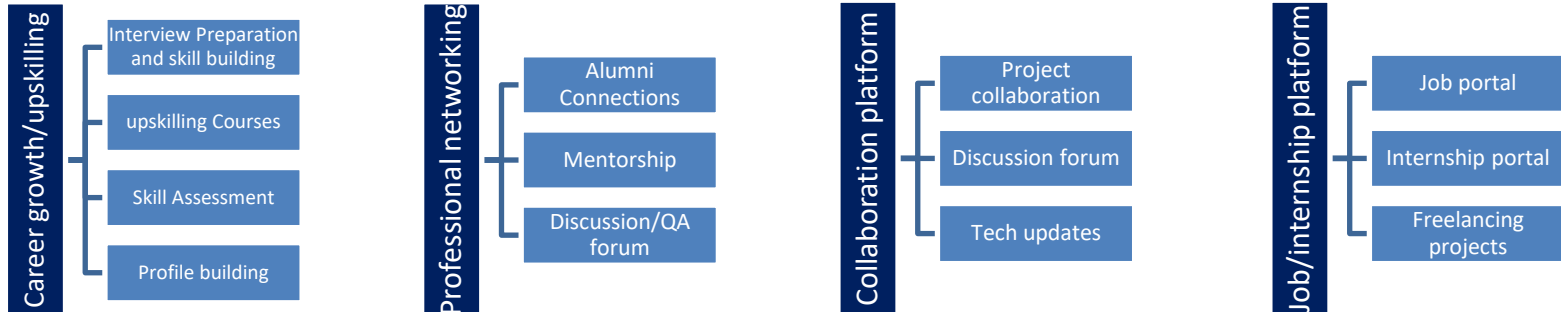 Career growth/upskilling
Interview Preparation
and skill building
upskilling Courses
Skill Assessment
Profile building
Professional networking
Alumni
Connections
Mentorship
Discussion/QA
forum
Collaboration platform
Project
collaboration
Discussion forum
Tech updates
Job/internship platform
Job portal
Internship portal
Freelancing
projects